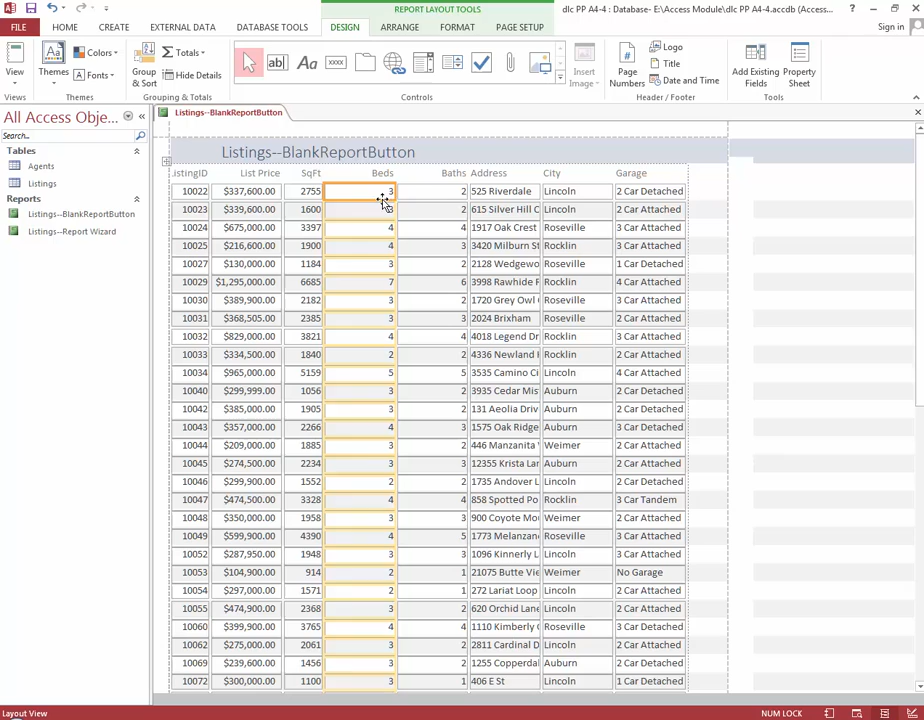 REPORT LAYOUT TOOLS
dlc PP A4-4 : Database- E:\Access Module\dlc PP A4-4.accdb (Access...
FILE HOME CREATE EXTERNAL DATA DATABASE TOOLS DESIGN ARRANGE FORMAT PAGE SETUP Sign in
View
Themes
Colors
Fonts
Group & Sort
Totals
Hide Details
ab|
Aa
xxxx
Insert Image
Page Numbers
Logo
Title
Date and Time
Add Existing Fields
Property Sheet
Views Themes Grouping & Totals Controls Header / Footer Tools
All Access Obje...
Search...
Tables
Agents
Listings
Reports
Listings--BlankReportButton
Listings--Report Wizard
Listings--BlankReportButton
Listings--BlankReportButton
istingID List Price SqFt Beds Baths Address City Garage
10022 $337,600.00 2755 3 2 525 Riverdale Lincoln 2 Car Detached
10023 $339,600.00 1600 3 2 615 Silver Hill C Lincoln 2 Car Detached
10024 $675,000.00 3397 4 4 1917 Oak Crest Roseville 3 Car Attached
10025 $216,600.00 1900 4 3 3420 Milburn St Rocklin 3 Car Attached
10027 $130,000.00 1184 3 2 2128 Wedgewo Roseville 1 Car Detached
10029 $1,295,000.00 6685 7 6 3998 Rawhide F Rocklin 4 Car Attached
10030 $389,900.00 2182 3 2 1720 Grey Owl Roseville 3 Car Attached
10031 $368,505.00 2385 3 3 2024 Brixham Roseville 2 Car Attached
10032 $829,000.00 3821 4 4 4018 Legend Dr Rocklin 3 Car Attached
10033 $334,500.00 1840 2 2 4336 Newland Rocklin 2 Car Attached
10034 $965,000.00 5159 5 5 3535 Camino Ci Lincoln 4 Car Attached
10040 $299,999.00 1056 3 2 3935 Cedar Mis Auburn 2 Car Detached
10042 $385,000.00 1905 3 2 131 Aeolia Driv Auburn 2 Car Detached
10043 $357,000.00 2266 4 3 1575 Oak Ridge Auburn 3 Car Detached
10044 $209,000.00 1885 3 2 446 Manzanita Weimer 2 Car Attached
10045 $274,500.00 2234 3 3 12355 Krista Lar Auburn 2 Car Attached
10046 $299,900.00 1552 2 2 1735 Andover L Lincoln 2 Car Attached
10047 $474,500.00 3328 4 4 858 Spotted Po Rocklin 3 Car Tandem
10048 $350,000.00 1958 3 3 900 Coyote Mo Weimer 2 Car Attached
10049 $599,900.00 4390 4 5 1773 Melanzan Roseville 3 Car Attached
10052 $287,950.00 1948 3 3 1096 Kinnerly L Lincoln 3 Car Attached
10053 $104,900.00 914 2 1 21075 Butte Vie Weimer No Garage
10054 $297,000.00 1571 2 1 272 Lariat Loop Lincoln 2 Car Attached
10055 $474,900.00 2368 3 2 620 Orchid Lane Lincoln 2 Car Attached
10060 $399,900.00 3765 4 4 1110 Kimberly Roseville 3 Car Attached
10062 $275,000.00 2061 3 2 2811 Cardinal D Lincoln 2 Car Attached
10069 $239,600.00 1456 3 2 1255 Copperdal Auburn 2 Car Detached
10072 $300,000.00 1100 3 1 406 E St Lincoln 1 Car Detached
Layout View NUM LOCK